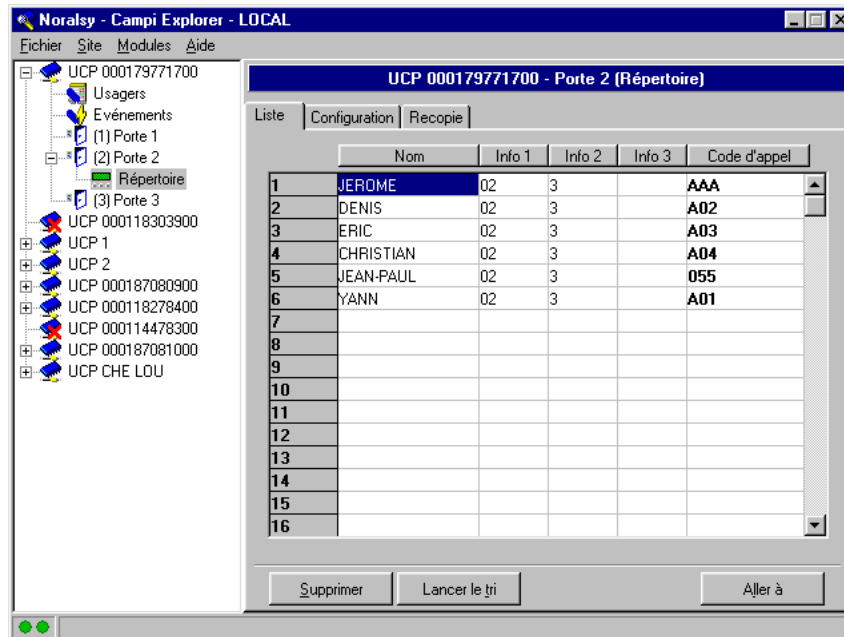 Noralsy - Campi Explorer - LOCAL
Fichier Site Modules Aide
UCP 000179771700
Usagers
Evénements
(1) Porte 1
(2) Porte 2
Répertoire
(3) Porte 3
UCP 000118303900
UCP 1
UCP 2
UCP 000187080900
UCP 000118278400
UCP 000114478300
UCP 000187081000
UCP CHE LOU
UCP 000179771700 - Porte 2 (Répertoire)
Liste Configuration Recopie
Nom Info 1 Info 2 Info 3 Code d'appel
1 JEROME 02 3 AAA
2 DENIS 02 3 A02
3 ERIC 02 3 A03
4 CHRISTIAN 02 3 A04
5 JEAN-PAUL 02 3 055
6 YANN 02 3 A01
7
8
9
10
11
12
13
14
15
16
Supprimer Lancer le tri Aller à